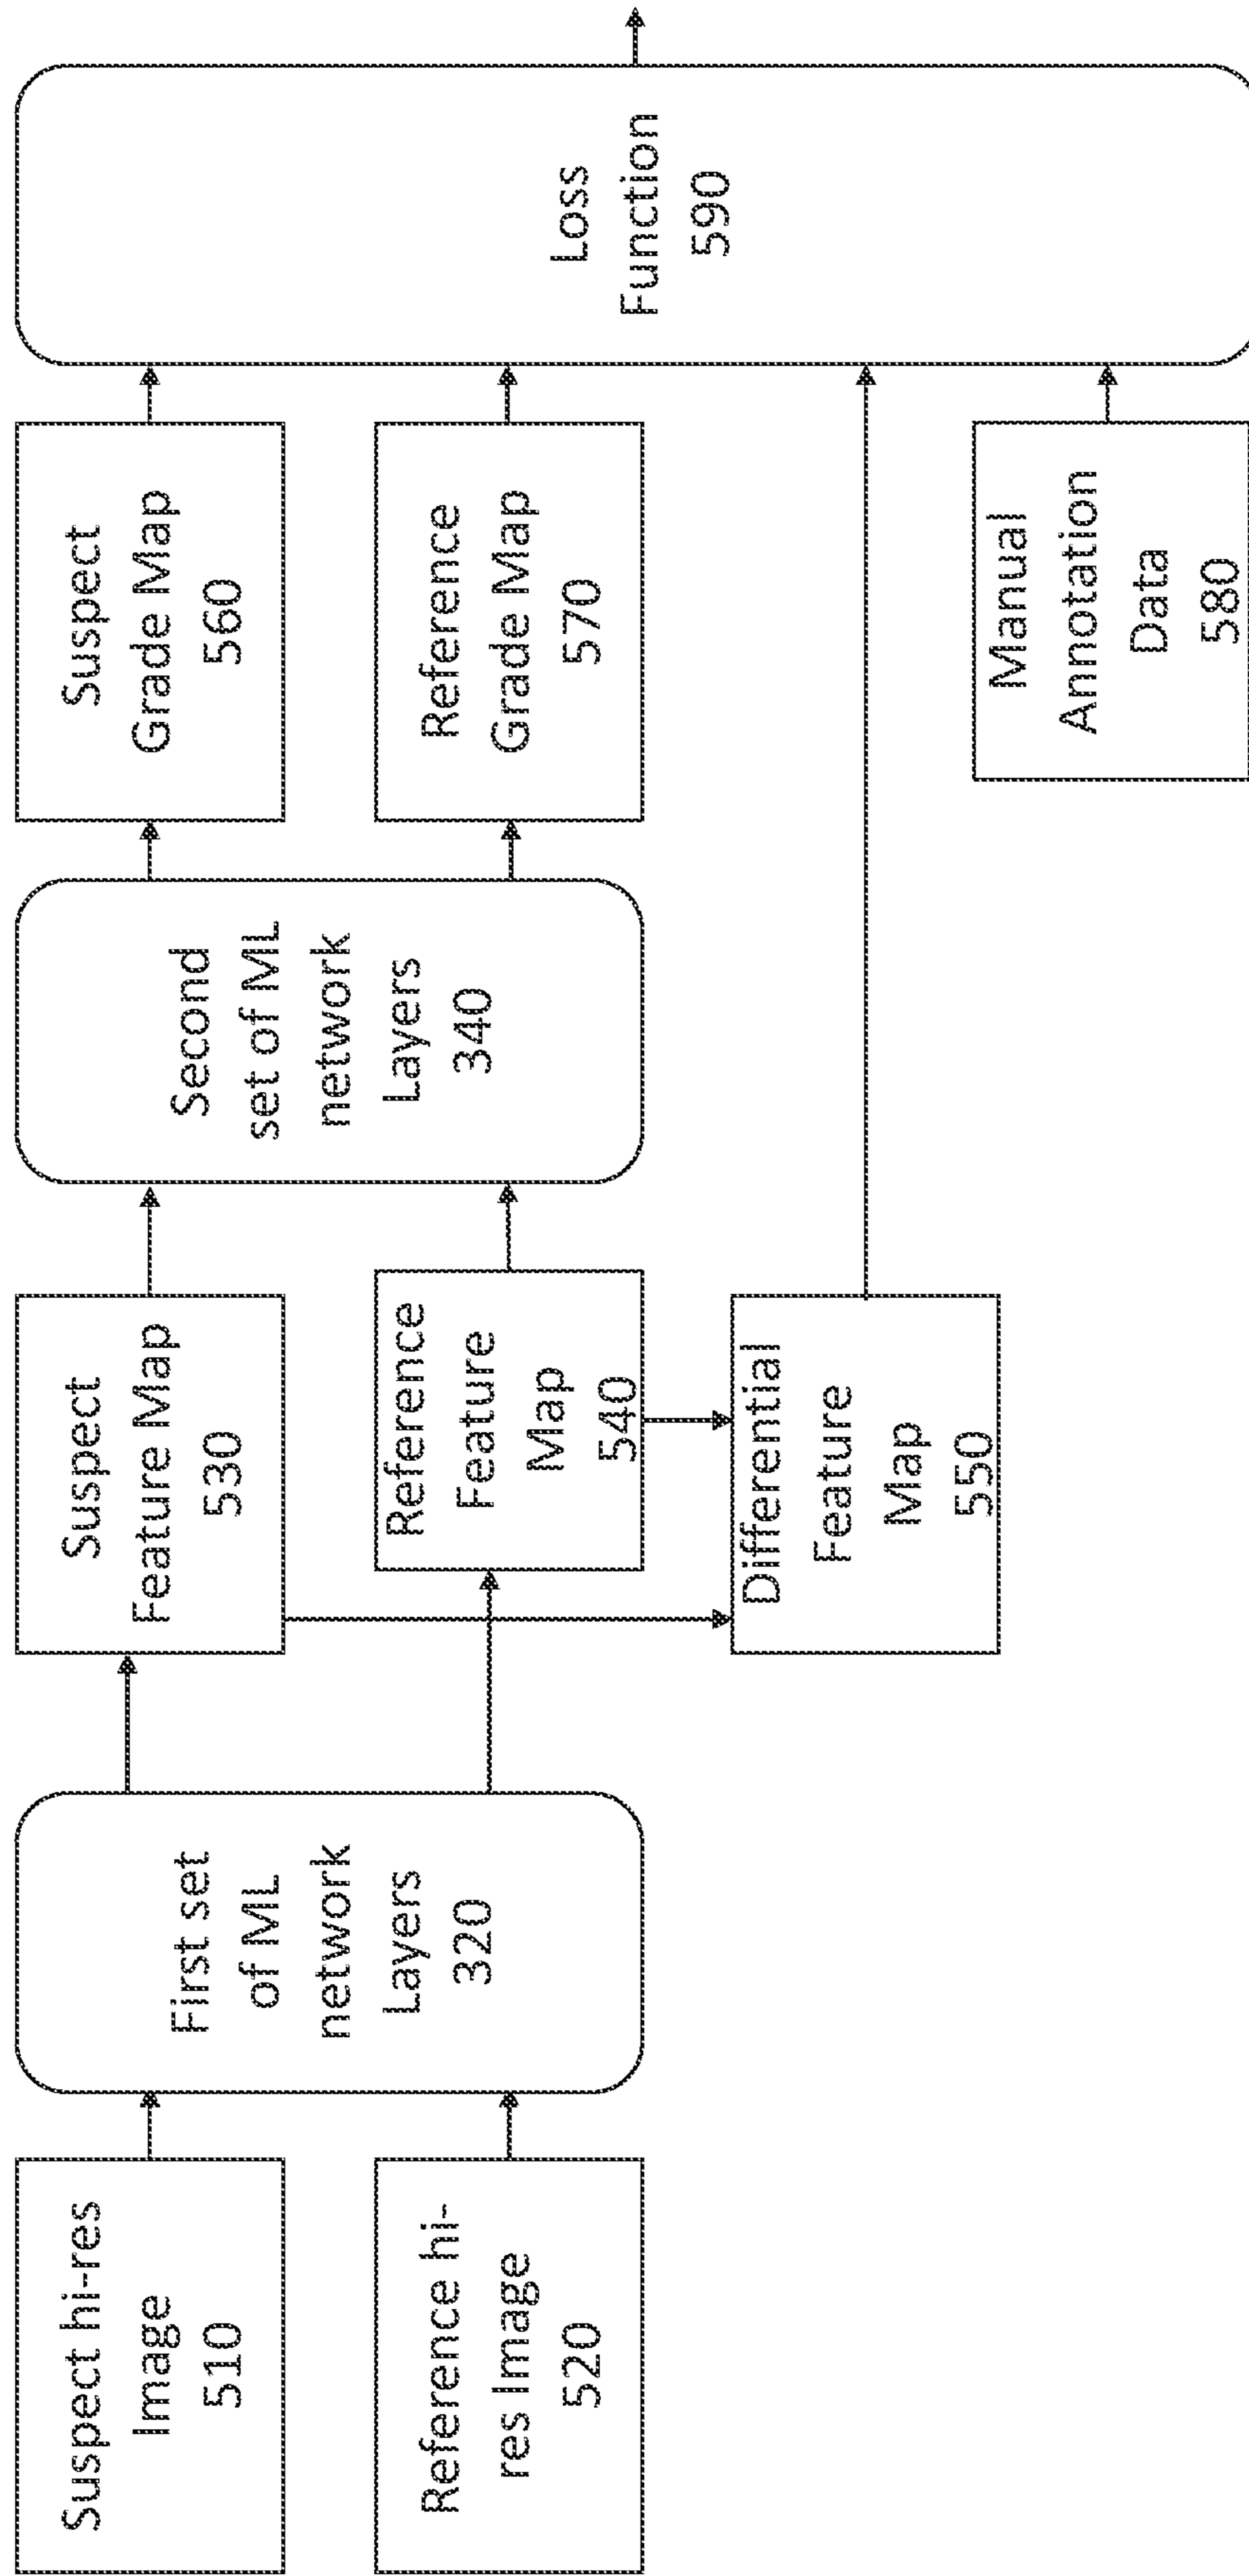 Suspect hi-res
Image
510
Reference hi-
res Image
520
First set
of ML
network
Layers
320
Suspect
Feature Map
530
Reference
Feature
Map
540
Differential
Feature
Map
550
Second
set of ML
network
Layers
340
Suspect
Grade Map
560
Reference
Grade Map
570
Manual
Annotation
Data
580
Loss
Function
590